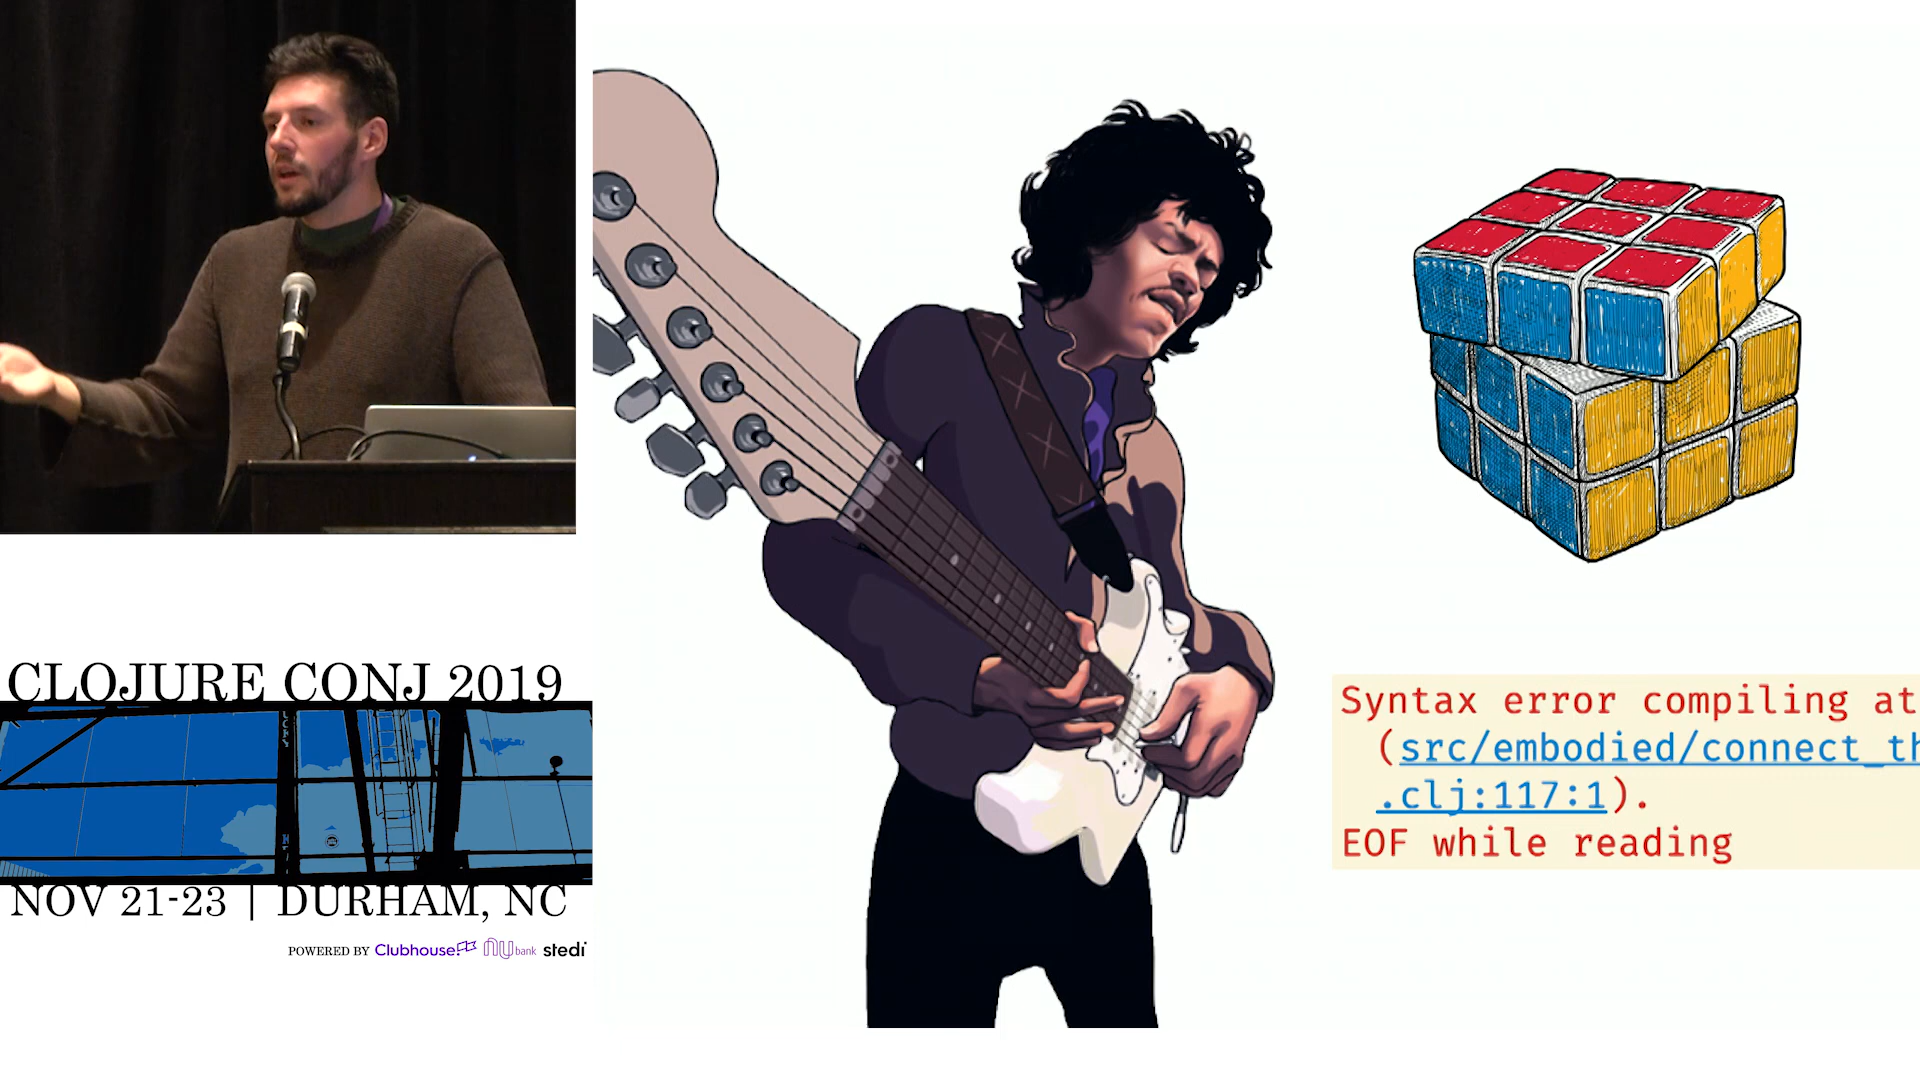 CLOJURE CONJ 2019
NOV 21-23 | DURHAM, NC
POWERED BY Clubhouse nu bank stedi
Syntax error compiling at
(src/embodied/connect_th
.clj:117:1).
EOF while reading